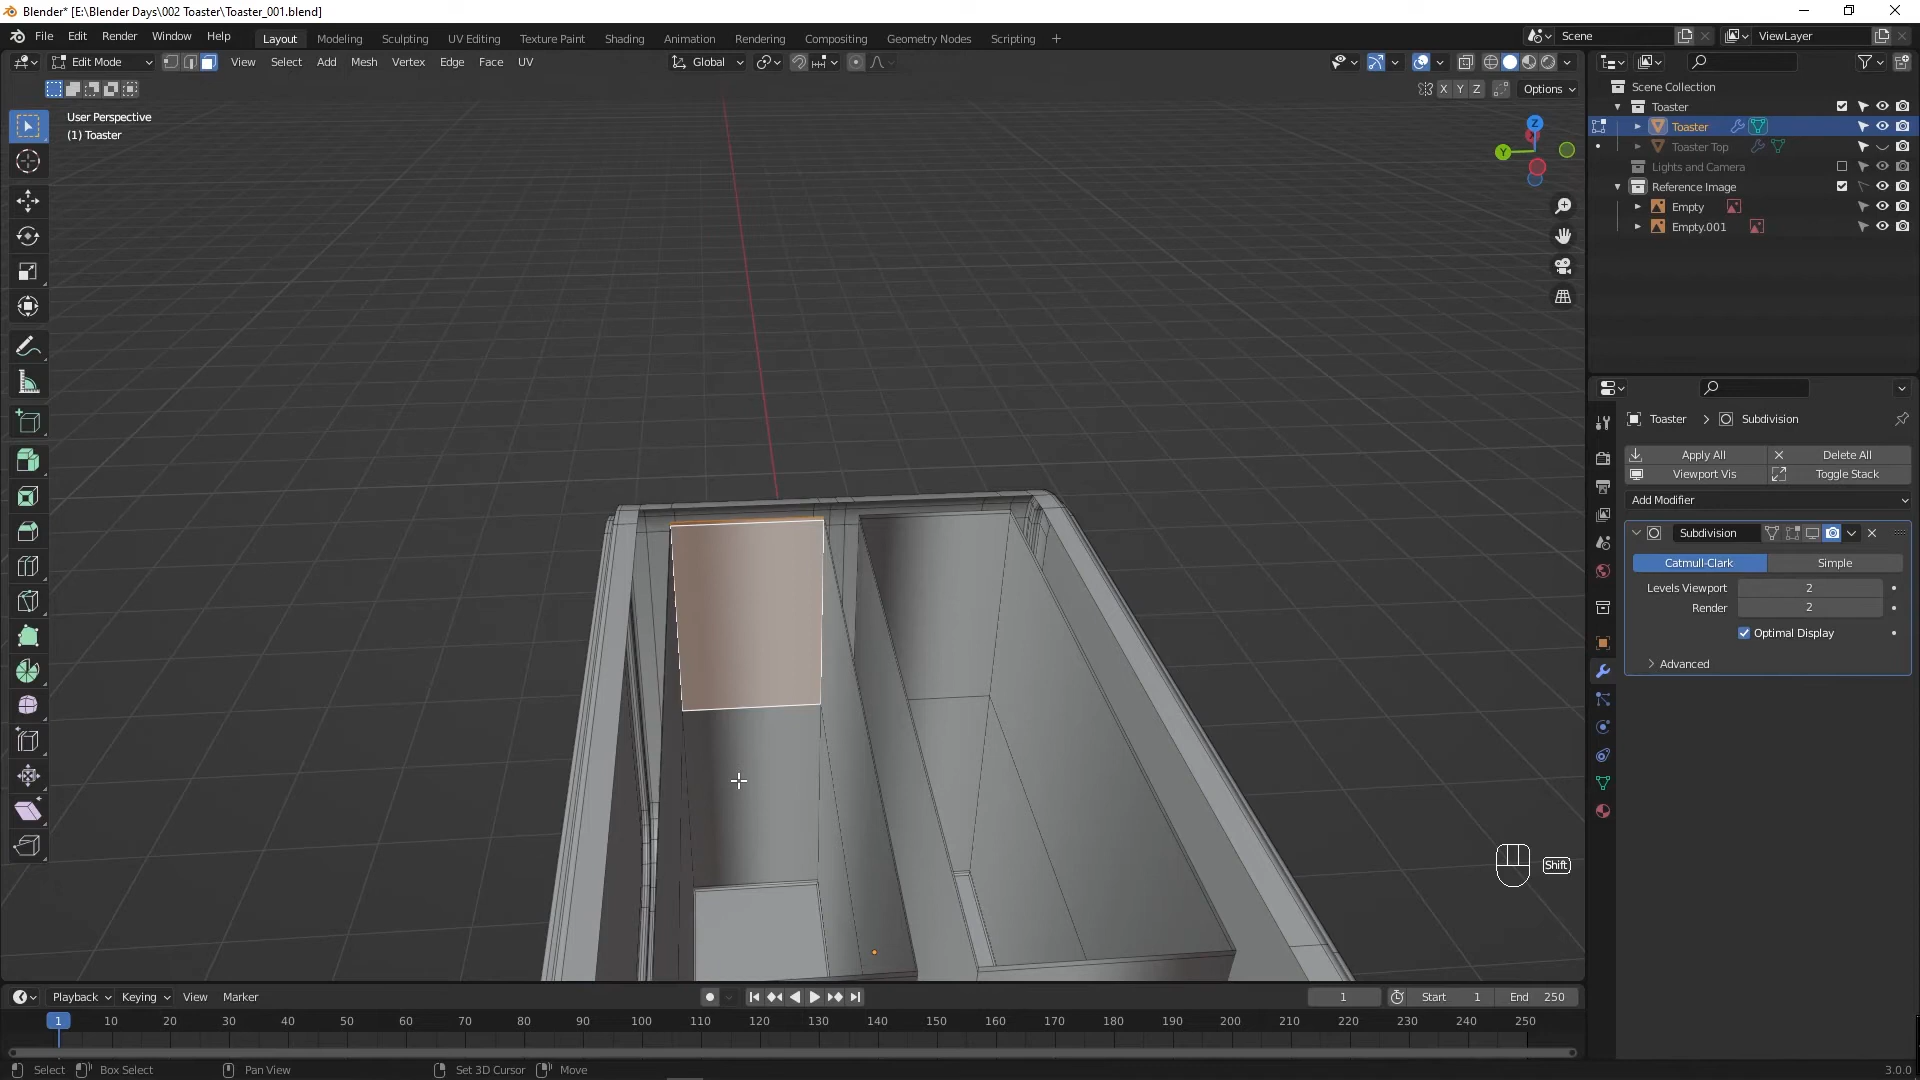 Blender* [E:\Blender Days\002 Toaster\Toaster_001.blend]
File Edit Render Window Help Layout Modeling Sculpting UV Editing Texture Paint Shading Animation Rendering Compositing Geometry Nodes Scripting + Scene ViewLayer
Edit Mode View Select Add Mesh Vertex Edge Face UV Global
X Y Z Options
User Perspective
(1) Toaster
Z
Y
Scene Collection
Toaster
Toaster
Toaster Top
Lights and Camera
Reference Image
Empty
Empty.001
Toaster > Subdivision
Apply All Delete All
Viewport Vis Toggle Stack
Add Modifier
Subdivision
Catmull-Clark Simple
Levels Viewport 2
Render 2
Optimal Display
Advanced
Shift
Playback Keying View Marker 1 Start 1 End 250
1 10 20 30 40 50 60 70 80 90 100 110 120 130 140 150 160 170 180 190 200 210 220 230 240 250
Select Box Select Pan View Set 3D Cursor Move 3.0.0